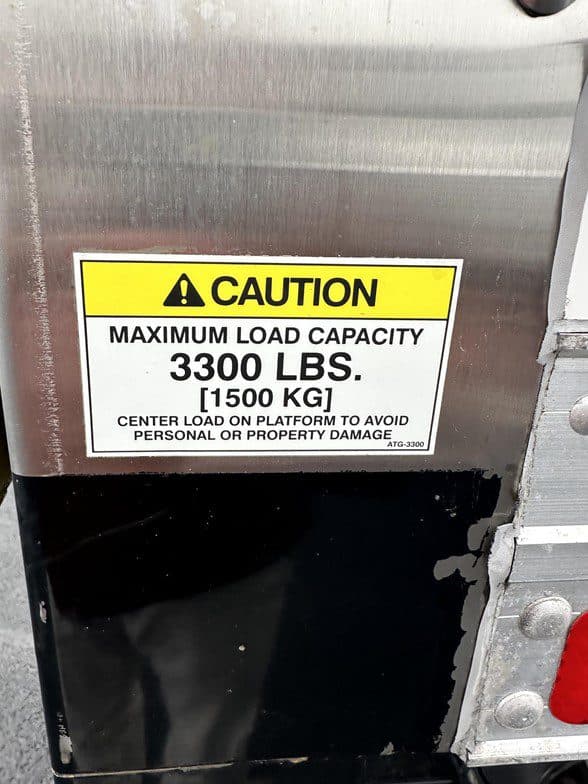 CAUTION
MAXIMUM LOAD CAPACITY
3300 LBS.
[1500 KG]
CENTER LOAD ON PLATFORM TO AVOID
PERSONAL OR PROPERTY DAMAGE
ATG-3300